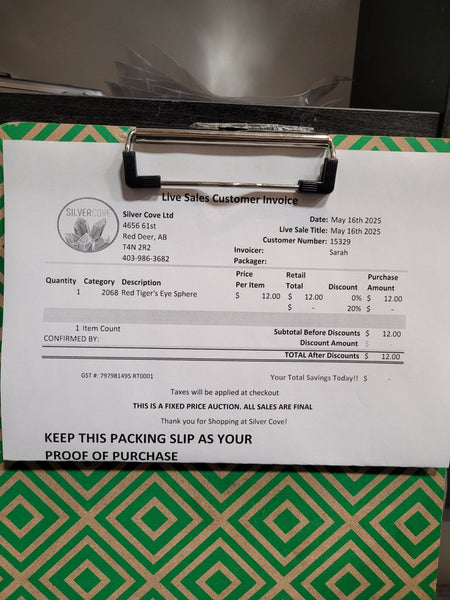 Live Sales Customer Invoice
SILVERCOVE
Silver Cove Ltd
4656 61st
Red Deer, AB
T4N 2R2
403-986-3682
Date: May 16th 2025
Live Sale Title: May 16th 2025
Customer Number: 15329
Invoicer: Sarah
Packager:
Quantity Category Description Price Per Item Retail Total Discount Purchase Amount
1 2068 Red Tiger's Eye Sphere $ 12.00 $ 12.00 0% $ 12.00
$ - 20% $ -
1 Item Count
Subtotal Before Discounts $ 12.00
CONFIRMED BY:
Discount Amount $
TOTAL After Discounts $ 12.00
GST #: 797981495 RT0001
Your Total Savings Today!! $ -
Taxes will be applied at checkout
THIS IS A FIXED PRICE AUCTION. ALL SALES ARE FINAL
Thank you for Shopping at Silver Cove!
KEEP THIS PACKING SLIP AS YOUR
PROOF OF PURCHASE